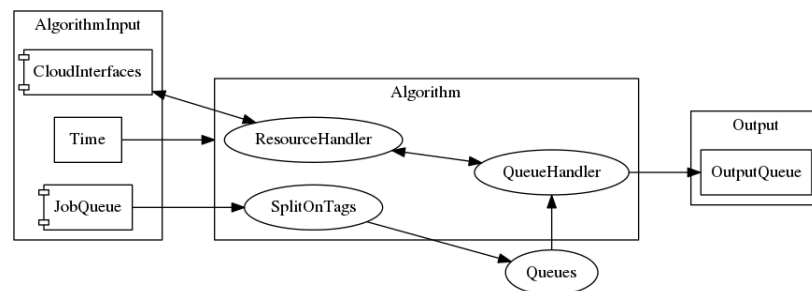 AlgorithmInput
CloudInterfaces
Time
JobQueue
Algorithm
ResourceHandler
SplitOnTags
QueueHandler
Queues
Output
OutputQueue